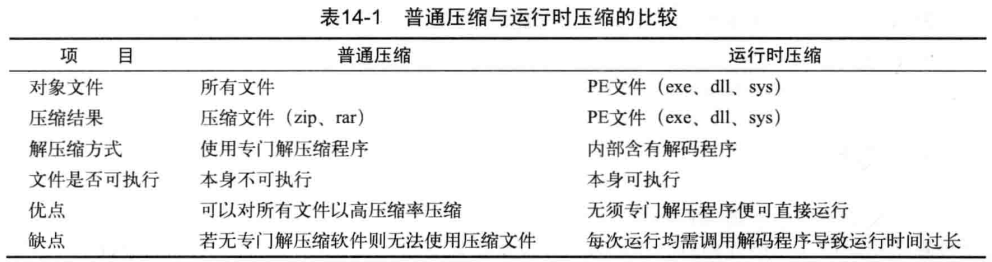 表14-1 普通压缩与运行时压缩的比较
项 目 普通压缩 运行时压缩
对象文件 所有文件 PE文件（exe、dll、sys）
压缩结果 压缩文件（zip、rar） PE文件（exe、dll、sys）
解压缩方式 使用专门解压缩程序 内部含有解码程序
文件是否可执行 本身不可执行 本身可执行
优点 可以对所有文件以高压缩率压缩 无须专门解压程序便可直接运行
缺点 若无专门解压缩软件则无法使用压缩文件 每次运行均需调用解码程序导致运行时间过长